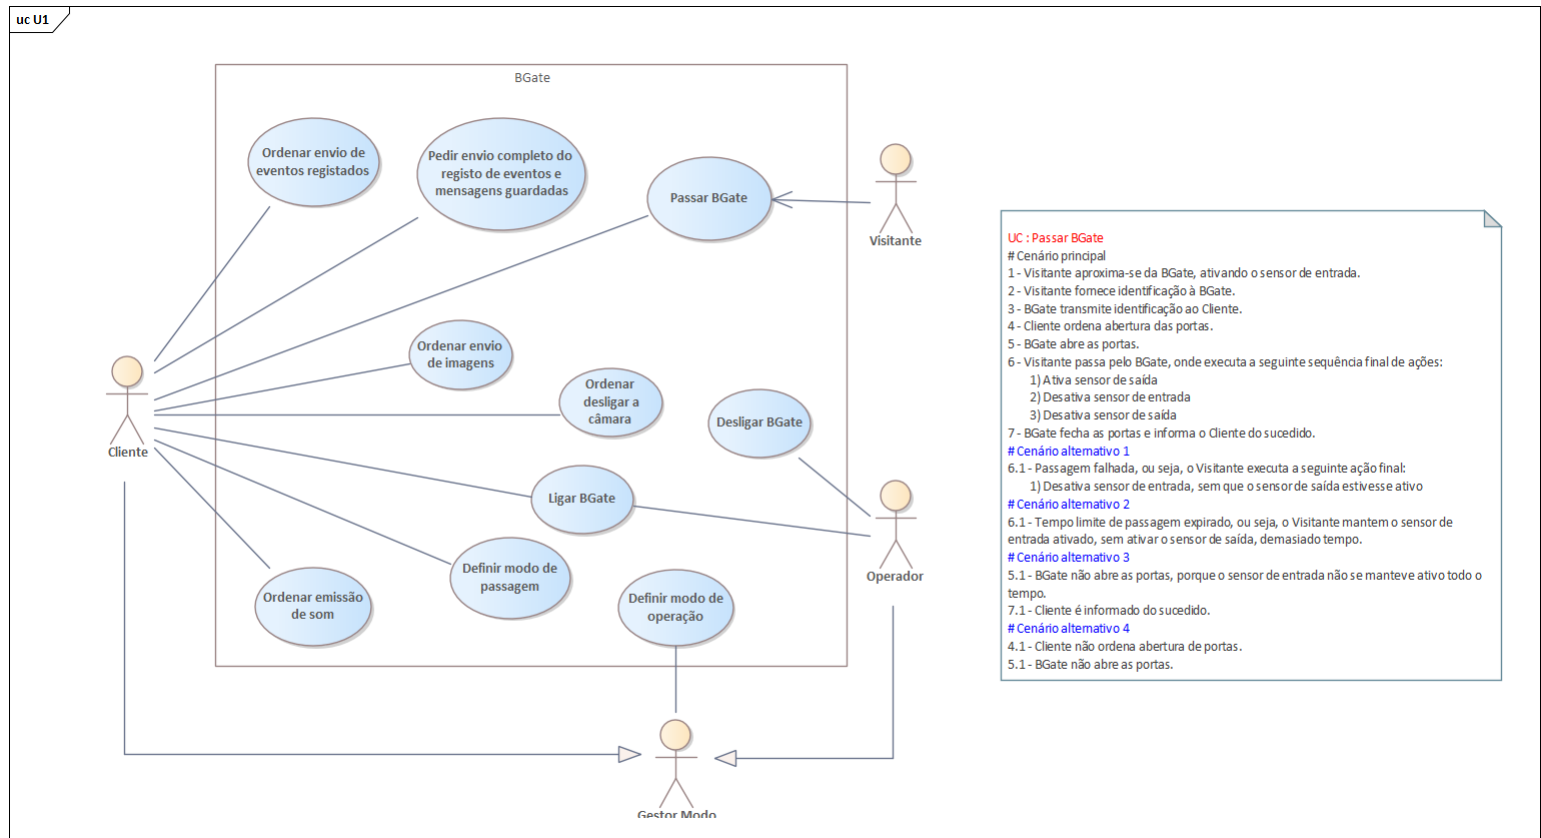 uc U1
BGate
Ordenar envio de
eventos registados
Pedir envio completo do
registo de eventos e
mensagens guardadas
Passar BGate
Visitante
Ordenar envio
de imagens
Ordenar
desligar a
câmara
Desligar BGate
Cliente
Ligar BGate
Operador
Definir modo de
passagem
Ordenar emissão
de som
Definir modo de
operação
Gestor Modo
UC : Passar BGate
# Cenário principal
1 - Visitante aproxima-se da BGate, ativando o sensor de entrada.
2 - Visitante fornece identificação à BGate.
3 - BGate transmite identificação ao Cliente.
4 - Cliente ordena abertura das portas.
5 - BGate abre as portas.
6 - Visitante passa pelo BGate, onde executa a seguinte sequência final de ações:
1) Ativa sensor de saída
2) Desativa sensor de entrada
3) Desativa sensor de saída
7 - BGate fecha as portas e informa o Cliente do sucedido.
# Cenário alternativo 1
6.1 - Passagem falhada, ou seja, o Visitante executa a seguinte ação final:
1) Desativa sensor de entrada, sem que o sensor de saída estivesse ativo
# Cenário alternativo 2
6.1 - Tempo limite de passagem expirado, ou seja, o Visitante mantem o sensor de
entrada ativado, sem ativar o sensor de saída, demasiado tempo.
# Cenário alternativo 3
5.1 - BGate não abre as portas, porque o sensor de entrada não se manteve ativo todo o
tempo.
7.1 - Cliente é informado do sucedido.
# Cenário alternativo 4
4.1 - Cliente não ordena abertura de portas.
5.1 - BGate não abre as portas.